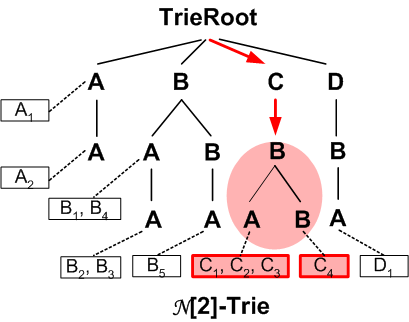 TrieRoot
A B C D
A₁
A A B B B
A₂
B₁, B₄
A A A B A
B₂, B₃ B₅ C₁, C₂, C₃ C₄ D₁
𝒩[2]-Trie